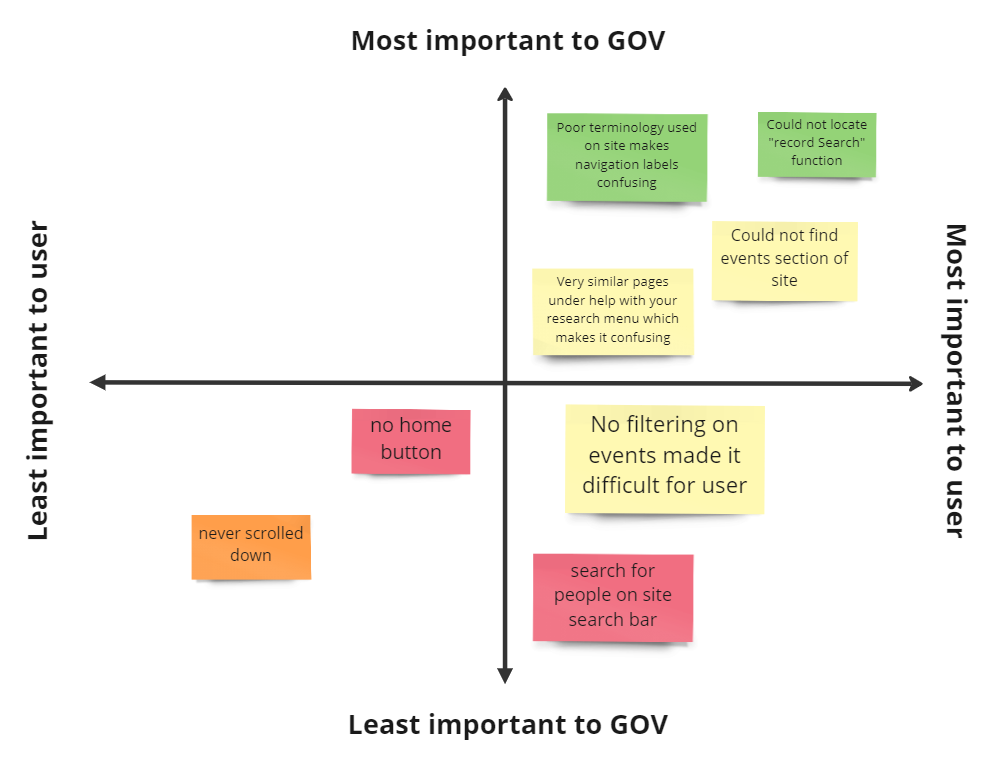 Most important to GOV
Poor terminology used
on site makes
navigation labels
confusing
Could not locate
"record Search"
function
Could not find
events section of
site
Very similar pages
under help with your
research menu which
makes it confusing
Least important to user
Most important to user
no home
button
No filtering on
events made it
difficult for user
never scrolled
down
search for
people on site
search bar
Least important to GOV